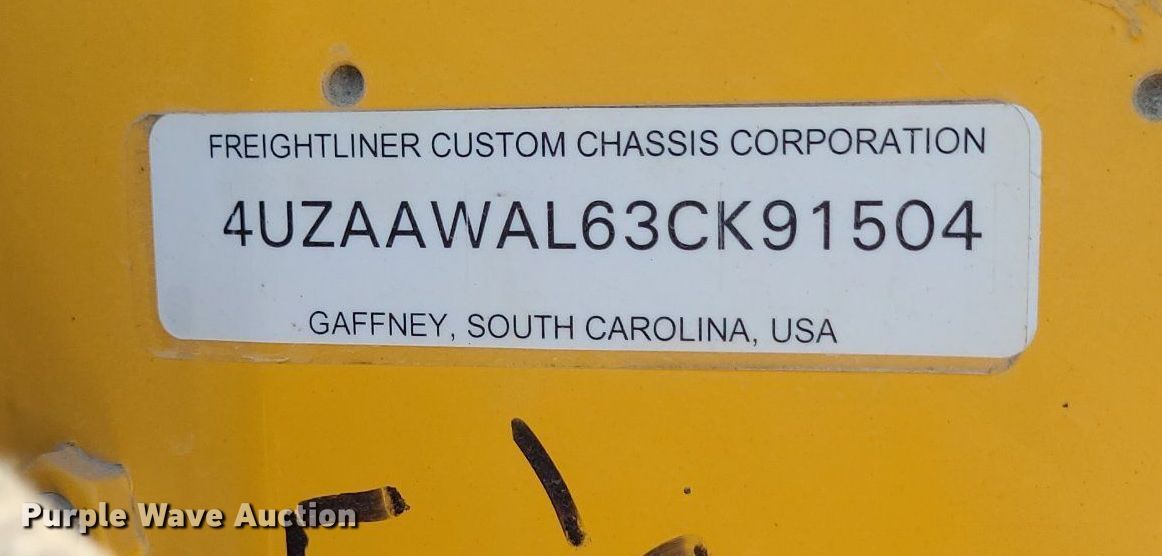 FREIGHTLINER CUSTOM CHASSIS CORPORATION
4UZAAWAL63CK91504
GAFFNEY, SOUTH CAROLINA, USA
Purple Wave Auction